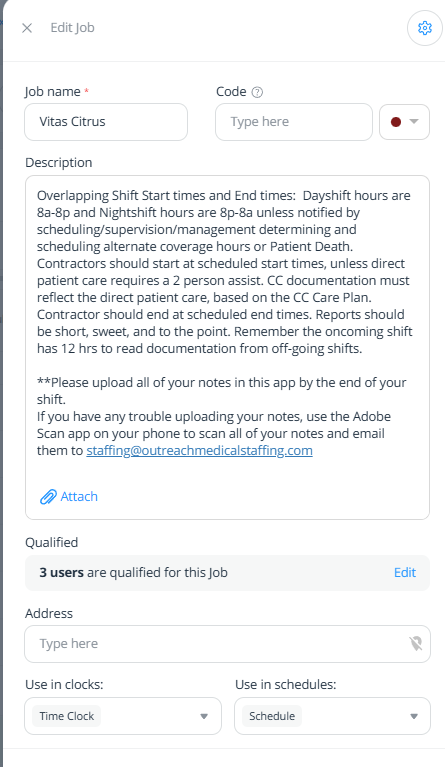 Edit Job
Job name *
Code ?
Vitas Citrus
Type here
Description
Overlapping Shift Start times and End times:  Dayshift hours are
8a-8p and Nightshift hours are 8p-8a unless notified by
scheduling/supervision/management determining and
scheduling alternate coverage hours or Patient Death.
Contractors should start at scheduled start times, unless direct
patient care requires a 2 person assist. CC documentation must
reflect the direct patient care, based on the CC Care Plan.
Contractor should end at scheduled end times. Reports should
be short, sweet, and to the point. Remember the oncoming shift
has 12 hrs to read documentation from off-going shifts.
**Please upload all of your notes in this app by the end of your
shift.
If you have any trouble uploading your notes, use the Adobe
Scan app on your phone to scan all of your notes and email
them to staffing@outreachmedicalstaffing.com
Attach
Qualified
3 users are qualified for this Job
Edit
Address
Type here
Use in clocks:
Use in schedules:
Time Clock
Schedule